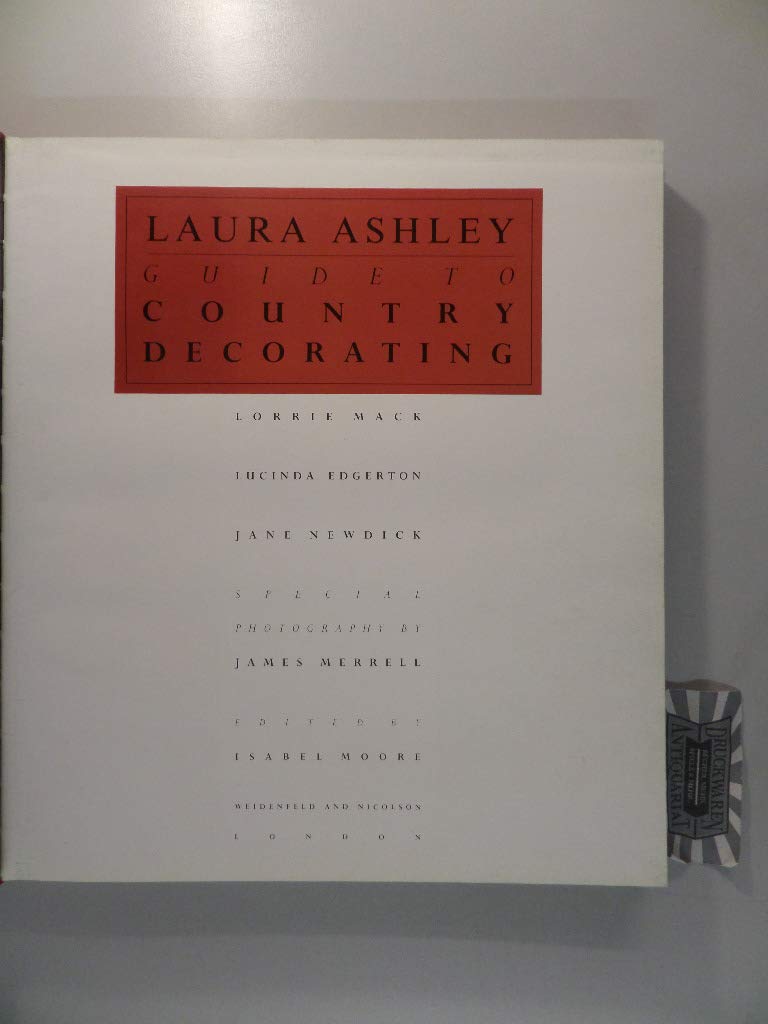 LAURA ASHLEY
GUIDE TO
COUNTRY
DECORATING
LORRIE MACK
LUCINDA EDGERTON
JANE NEWDICK
SPECIAL
PHOTOGRAPHY BY
JAMES MERRELL
EDITED BY
ISABEL MOORE
WEIDENFELD AND NICOLSON
LONDON
DRUCKWAREN
ANTIQUARIAT